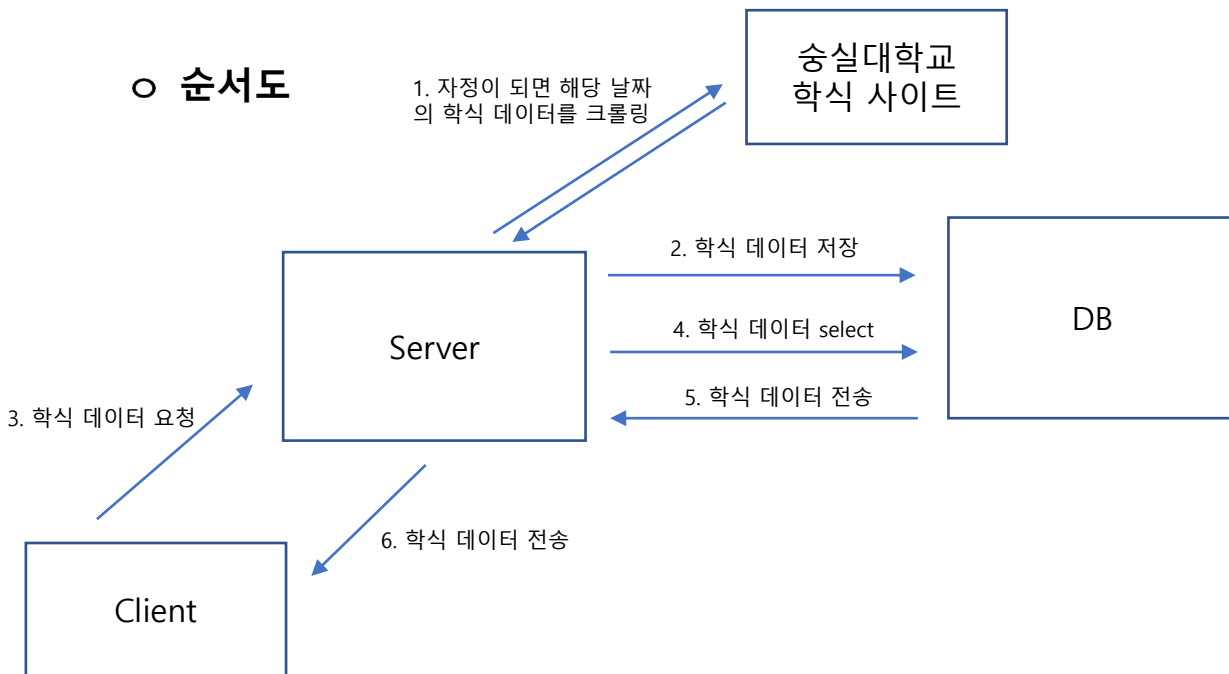 ㅇ 순서도
1. 자정이 되면 해당 날짜
의 학식 데이터를 크롤링
숭실대학교
학식 사이트
2. 학식 데이터 저장
Server
4. 학식 데이터 select
DB
5. 학식 데이터 전송
3. 학식 데이터 요청
6. 학식 데이터 전송
Client